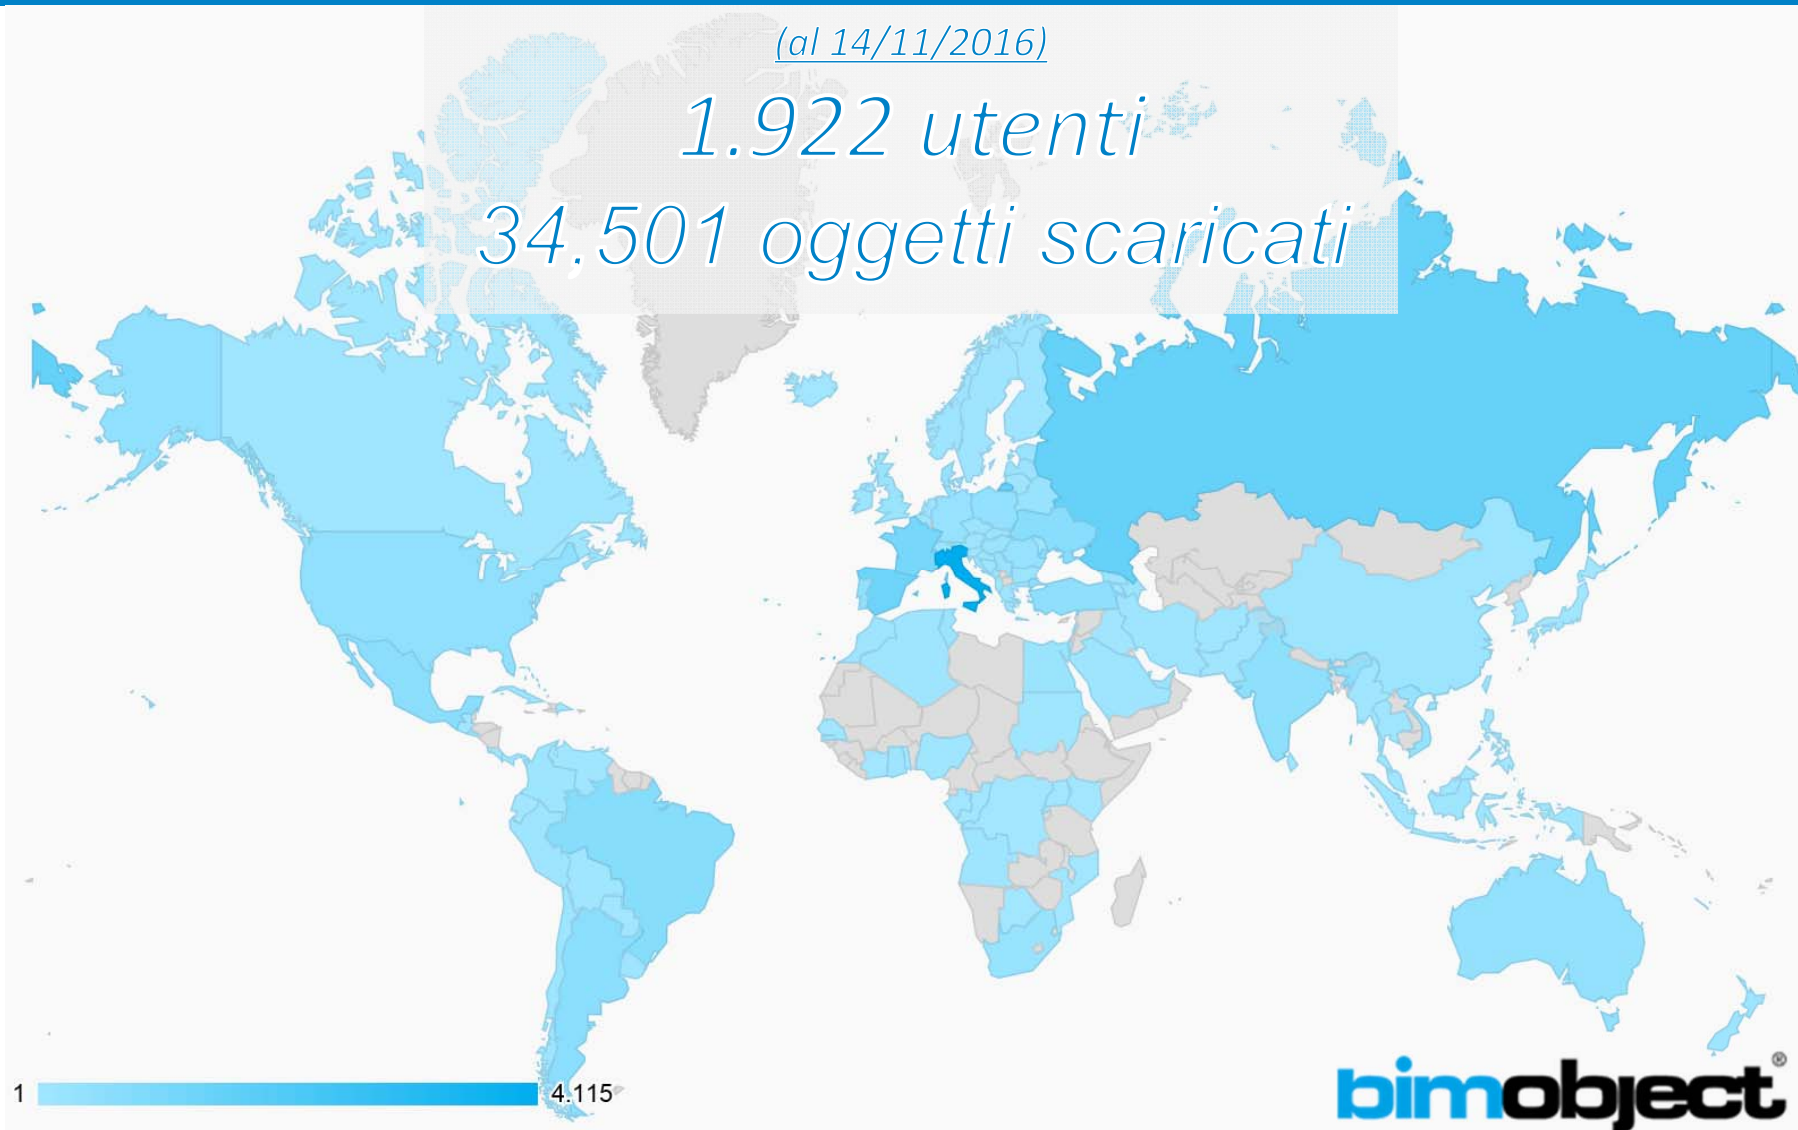 (al 14/11/2016)
1.922 utenti
34,501 oggetti scaricati
1 4.115
bimobject®